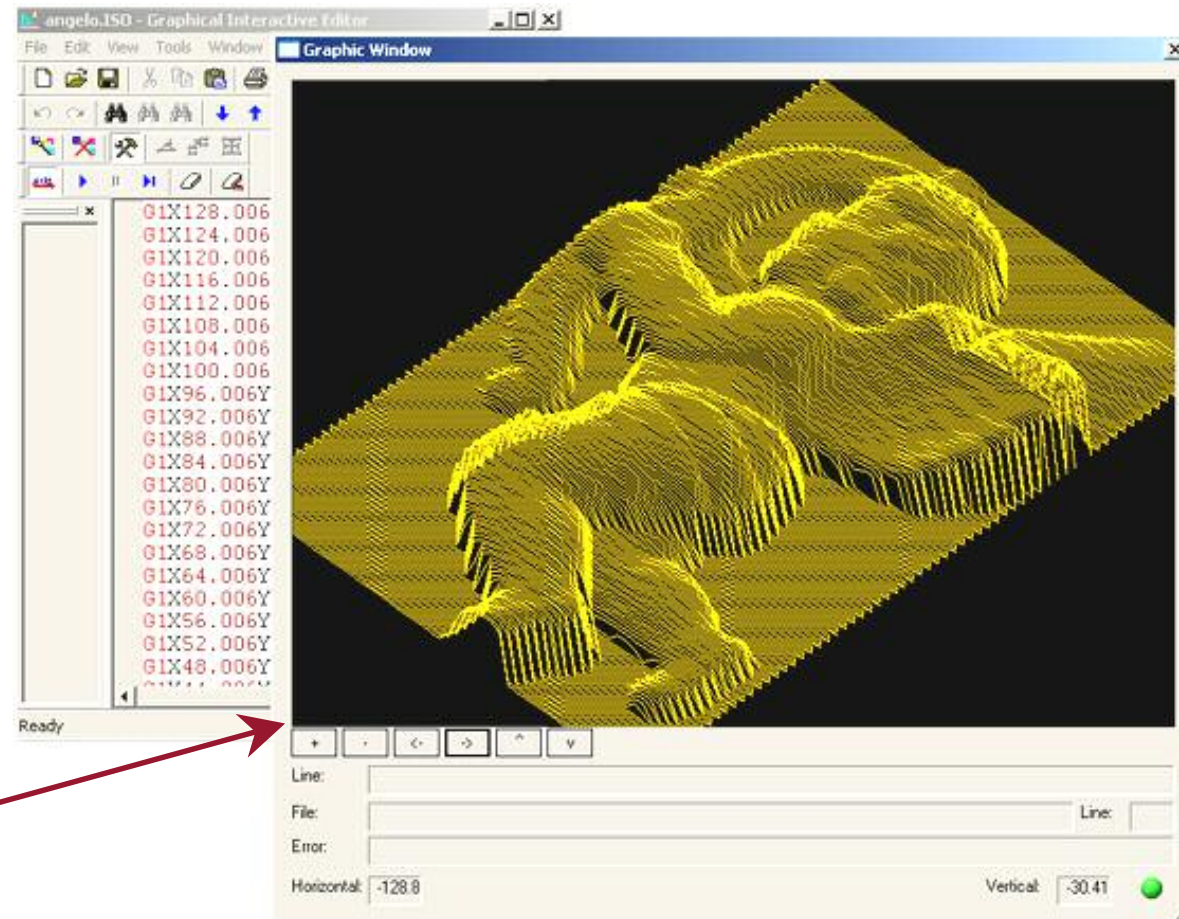 angelo.ISO - Graphical Interactive Editor
File Edit View Tools Window
Graphic Window
G1X128.006
G1X124.006
G1X120.006
G1X116.006
G1X112.006
G1X108.006
G1X104.006
G1X100.006
G1X96.006Y
G1X92.006Y
G1X88.006Y
G1X84.006Y
G1X80.006Y
G1X76.006Y
G1X72.006Y
G1X68.006Y
G1X64.006Y
G1X60.006Y
G1X56.006Y
G1X52.006Y
G1X48.006Y
Ready
+ - <- -> ^ v
Line:
File: Line:
Error:
Horizontal: -128.8 Vertical: -30.41